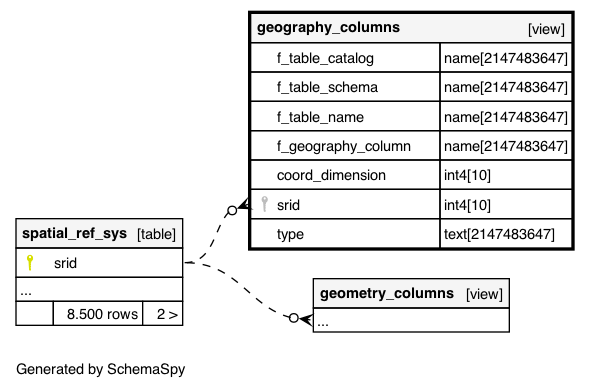 geography_columns [view]
f_table_catalog name[2147483647]
f_table_schema name[2147483647]
f_table_name name[2147483647]
f_geography_column name[2147483647]
coord_dimension int4[10]
srid int4[10]
type text[2147483647]
spatial_ref_sys [table]
srid
...
8.500 rows 2 >
geometry_columns [view]
...
Generated by SchemaSpy